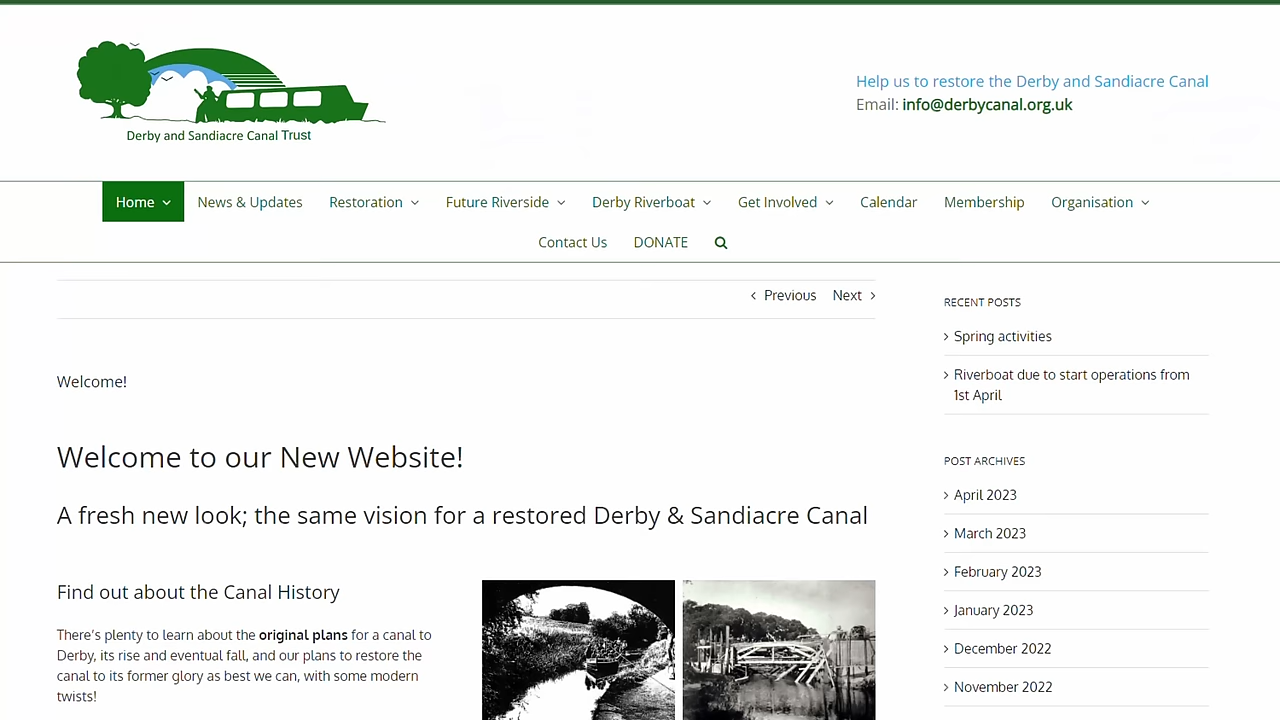 Derby and Sandiacre Canal Trust
Help us to restore the Derby and Sandiacre Canal
Email: info@derbycanal.org.uk
Home
News & Updates
Restoration
Future Riverside
Derby Riverboat
Get Involved
Calendar
Membership
Organisation
Contact Us
DONATE
Previous
Next
Welcome!
Welcome to our New Website!
A fresh new look; the same vision for a restored Derby & Sandiacre Canal
Find out about the Canal History
There's plenty to learn about the original plans for a canal to
Derby, its rise and eventual fall, and our plans to restore the
canal to its former glory as best we can, with some modern
twists!
RECENT POSTS
Spring activities
Riverboat due to start operations from
1st April
POST ARCHIVES
April 2023
March 2023
February 2023
January 2023
December 2022
November 2022